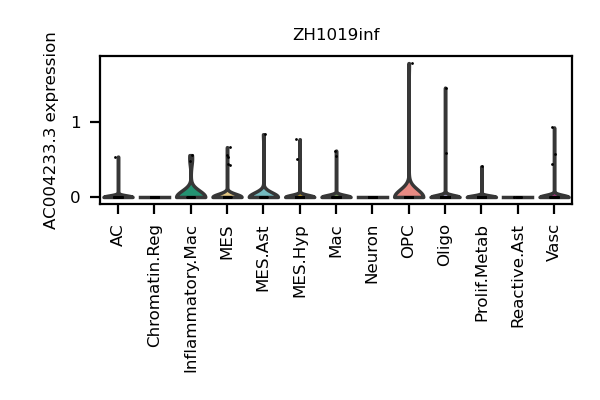 ZH1019inf
AC004233.3 expression
1
0
AC
Chromatin.Reg
Inflammatory.Mac
MES
MES.Ast
MES.Hyp
Mac
Neuron
OPC
Oligo
Prolif.Metab
Reactive.Ast
Vasc